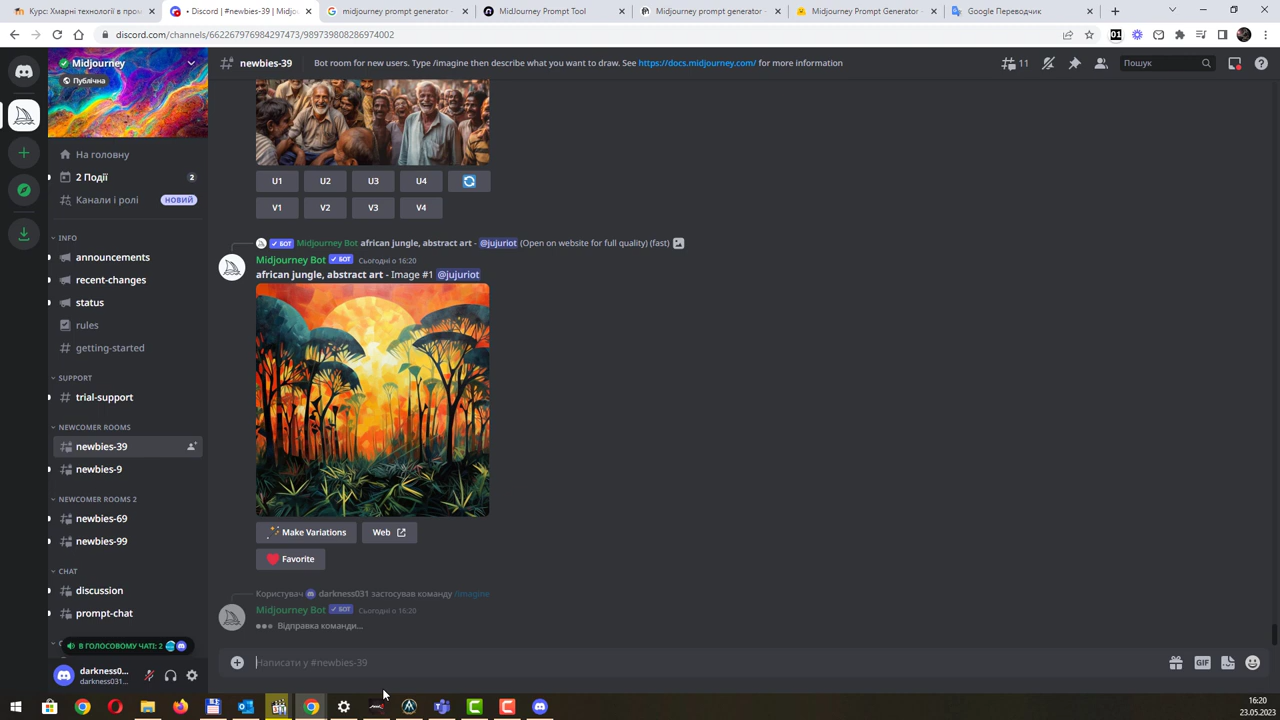 Курс Хмарні технології в про
• Discord | #newbies-39 | Mid
midjourney prompt generator -
MidJourney Prompt Tool
Midjourney prompt generator -
Midjourney Prompt Generator -
Google Переводчик
discord.com/channels/662267976984297473/989739808286974002
Midjourney
Публічна
newbies-39
Bot room for new users. Type /imagine then describe what you want to draw. See https://docs.midjourney.com/ for more information
11
Пошук
На головну
2 Події
2
Канали і ролі
НОВИЙ
INFO
announcements
recent-changes
status
rules
getting-started
SUPPORT
trial-support
NEWCOMER ROOMS
newbies-39
newbies-9
NEWCOMER ROOMS 2
newbies-69
newbies-99
CHAT
discussion
prompt-chat
В ГОЛОСОВОМУ ЧАТІ: 2
darkness0...
darkness031...
U1 U2 U3 U4
V1 V2 V3 V4
БОТ Midjourney Bot african jungle, abstract art - @jujuriot (Open on website for full quality) (fast)
Midjourney Bot БОТ Сьогодні о 16:20
african jungle, abstract art - Image #1 @jujuriot
Make Variations
Web
Favorite
Користувач darkness031 застосував команду /imagine
Midjourney Bot БОТ Сьогодні о 16:20
Відправка команди...
Написати у #newbies-39
GIF
16:20
23.05.2023